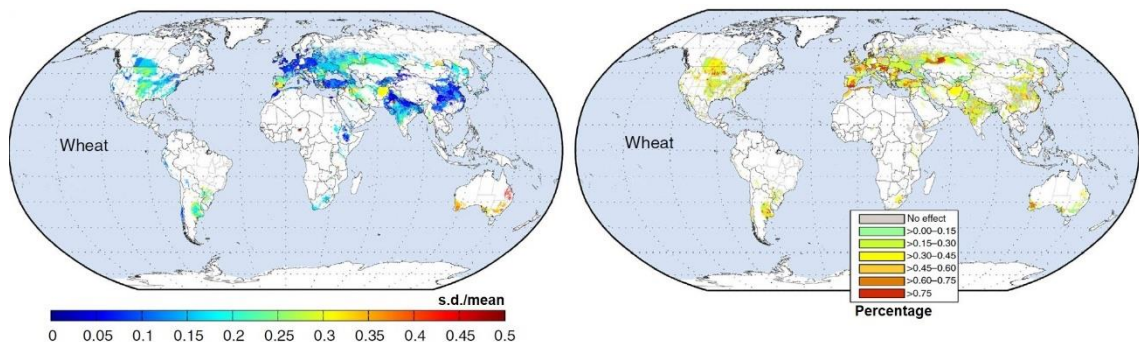 Wheat
s.d./mean
0 0.05 0.1 0.15 0.2 0.25 0.3 0.35 0.4 0.45 0.5
Wheat
No effect
>0.00–0.15
>0.15–0.30
>0.30–0.45
>0.45–0.60
>0.60–0.75
>0.75
Percentage